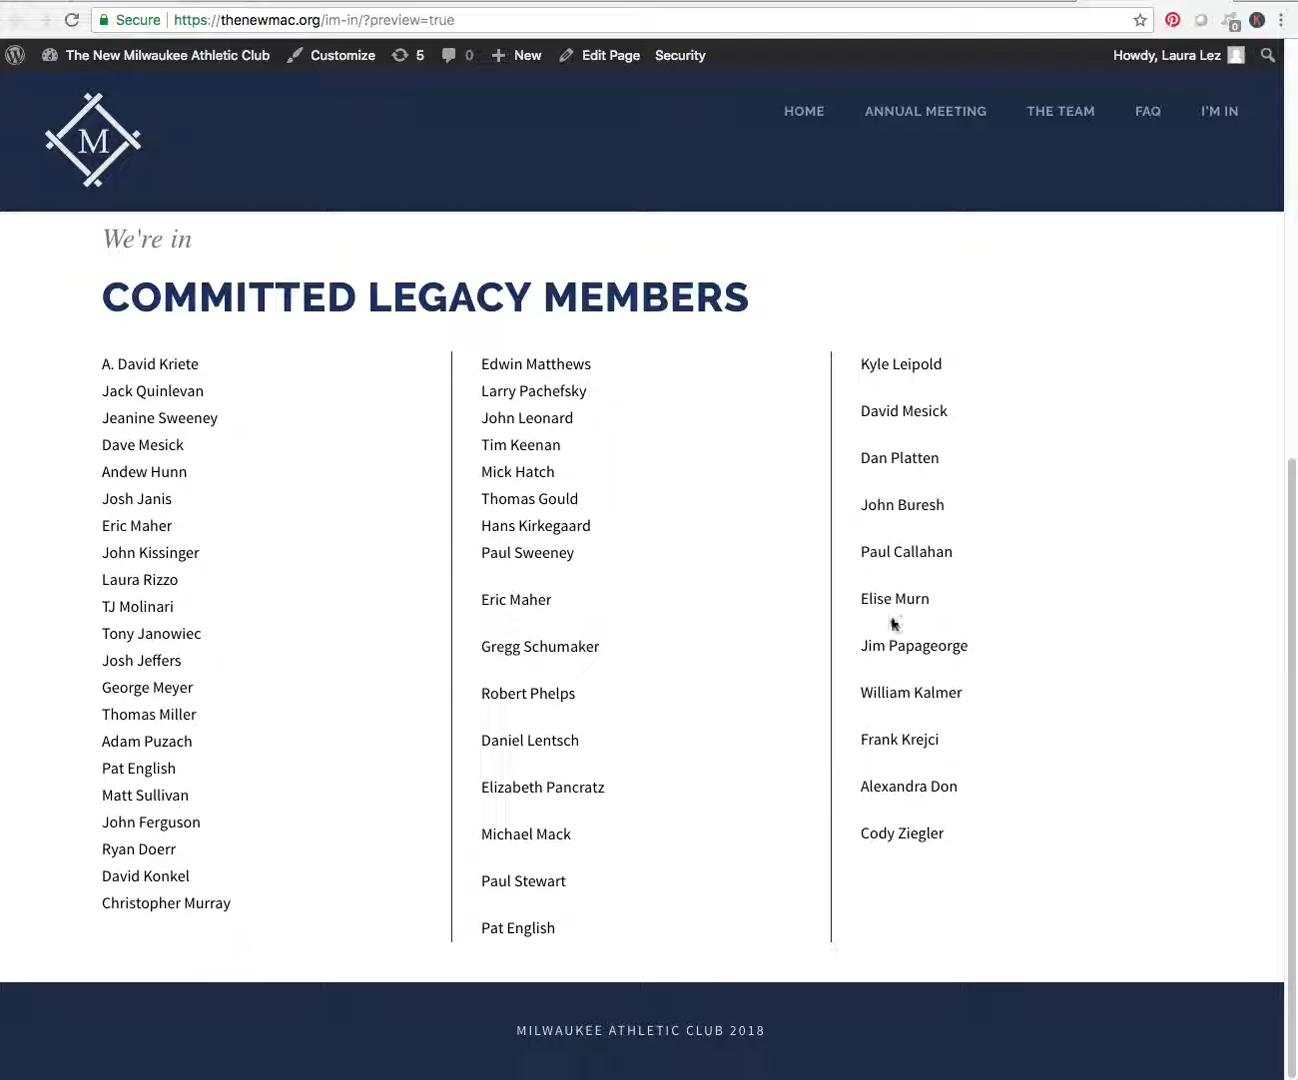 Secure https://thenewmac.org/im-in/?preview=true
The New Milwaukee Athletic Club Customize 5 0 New Edit Page Security Howdy, Laura Lez
M
HOME ANNUAL MEETING THE TEAM FAQ I'M IN
We're in
COMMITTED LEGACY MEMBERS
A. David Kriete
Jack Quinlevan
Jeanine Sweeney
Dave Mesick
Andew Hunn
Josh Janis
Eric Maher
John Kissinger
Laura Rizzo
TJ Molinari
Tony Janowiec
Josh Jeffers
George Meyer
Thomas Miller
Adam Puzach
Pat English
Matt Sullivan
John Ferguson
Ryan Doerr
David Konkel
Christopher Murray
Edwin Matthews
Larry Pachefsky
John Leonard
Tim Keenan
Mick Hatch
Thomas Gould
Hans Kirkegaard
Paul Sweeney
Eric Maher
Gregg Schumaker
Robert Phelps
Daniel Lentsch
Elizabeth Pancratz
Michael Mack
Paul Stewart
Pat English
Kyle Leipold
David Mesick
Dan Platten
John Buresh
Paul Callahan
Elise Murn
Jim Papageorge
William Kalmer
Frank Krejci
Alexandra Don
Cody Ziegler
MILWAUKEE ATHLETIC CLUB 2018